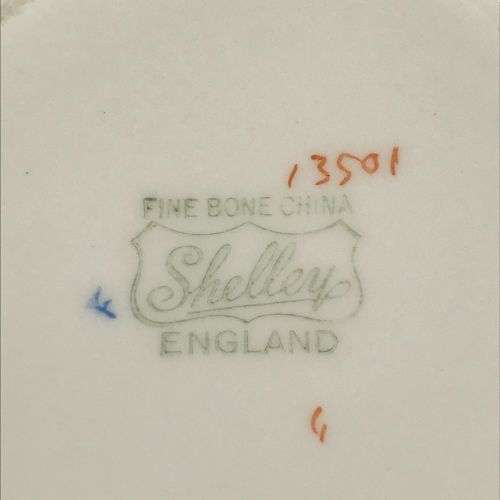 13501
FINE BONE CHINA
Shelley
ENGLAND